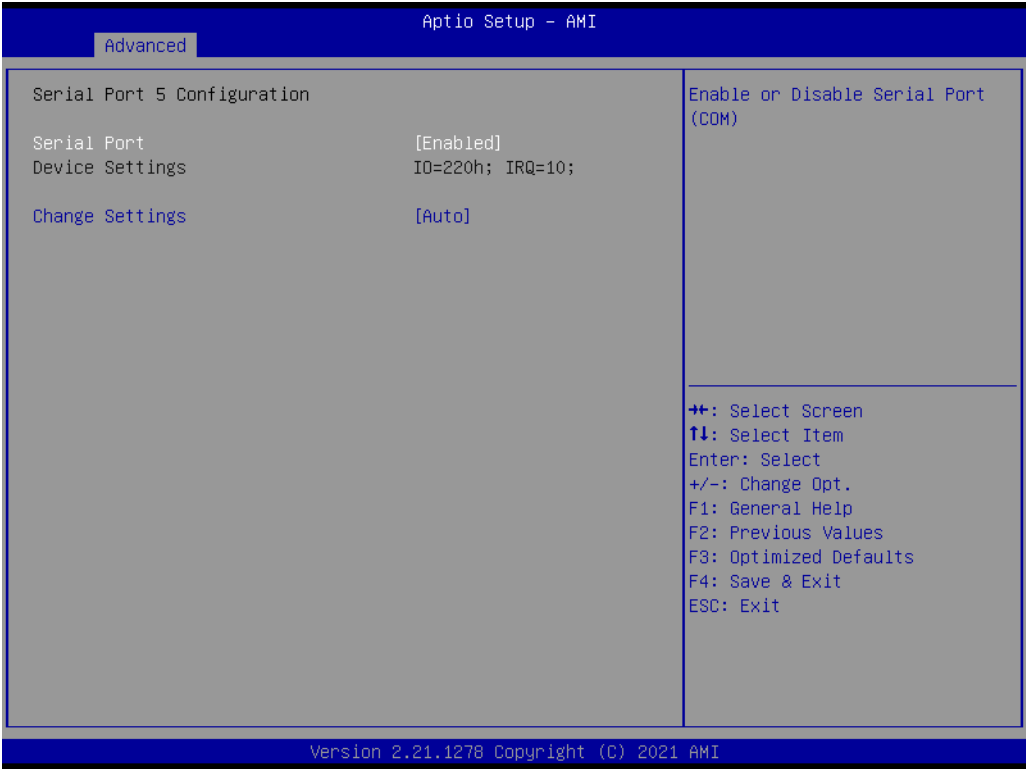 Aptio Setup – AMI
Advanced
Serial Port 5 Configuration
Serial Port [Enabled]
Device Settings IO=220h; IRQ=10;
Change Settings [Auto]
Enable or Disable Serial Port
(COM)
→←: Select Screen
↑↓: Select Item
Enter: Select
+/-: Change Opt.
F1: General Help
F2: Previous Values
F3: Optimized Defaults
F4: Save & Exit
ESC: Exit
Version 2.21.1278 Copyright (C) 2021 AMI